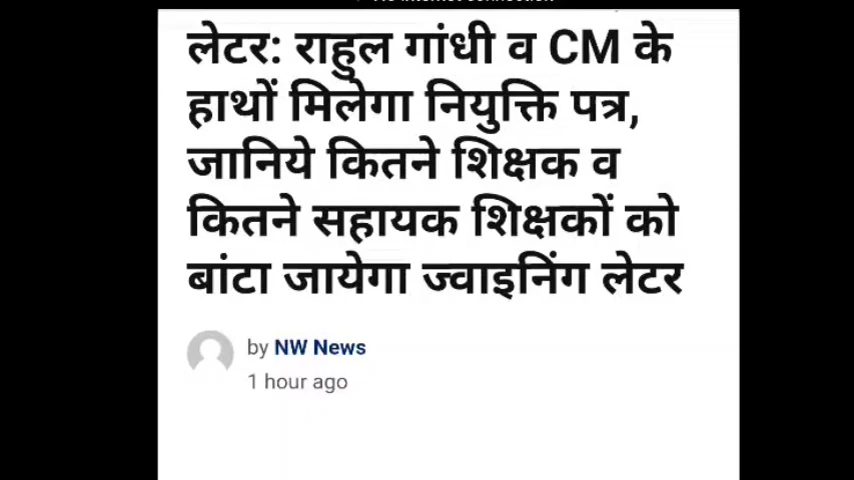 लेटर: राहुल गांधी व CM के
हाथों मिलेगा नियुक्ति पत्र,
जानिये कितने शिक्षक व
कितने सहायक शिक्षकों को
बांटा जायेगा ज्वाइनिंग लेटर
by NW News
1 hour ago